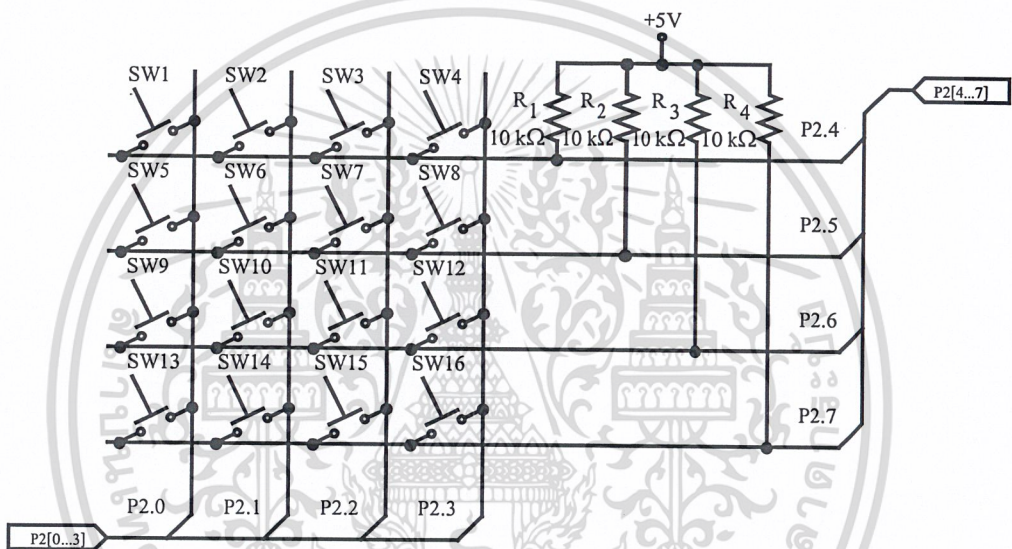 +5V
SW1 SW2 SW3 SW4
R1 R2 R3 R4
10 kΩ 10 kΩ 10 kΩ 10 kΩ
P2[4...7]
P2.4
SW5 SW6 SW7 SW8
P2.5
SW9 SW10 SW11 SW12
P2.6
SW13 SW14 SW15 SW16
P2.7
P2.0 P2.1 P2.2 P2.3
P2[0...3]